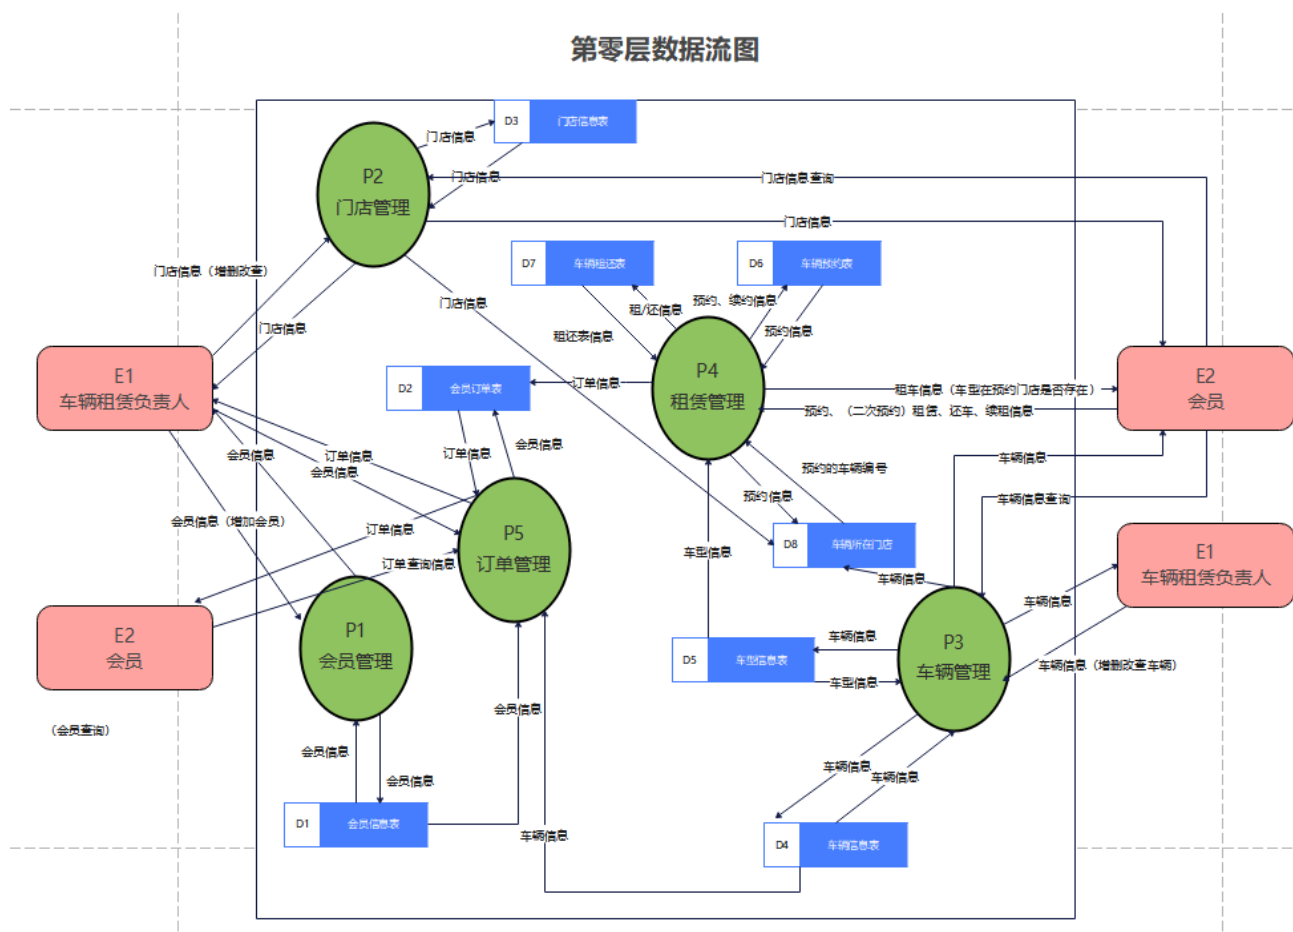 第零层数据流图
D3
门店信息表
门店信息
P2
门店管理
门店信息
门店信息查询
门店信息
D7
车辆租还表
D6
车辆预约表
门店信息（增删改查）
门店信息
预约、续约信息
租/还信息
门店信息
租还表信息
预约信息
E1
车辆租赁负责人
D2
会员订单表
订单信息
P4
租赁管理
租车信息（车型在预约门店是否存在）
预约、（二次预约）租赁、还车、续租信息
E2
会员
会员信息
订单信息
会员信息
订单信息
会员信息
车辆信息
预约的车辆编号
预约信息
车辆信息查询
会员信息（增加会员）
订单信息
P5
订单管理
订单查询信息
车型信息
D8
车辆所在门店
车辆信息
E1
车辆租赁负责人
车辆信息
E2
会员
P1
会员管理
D5
车型信息表
车辆信息
车型信息
P3
车辆管理
车辆信息（增删改查车辆）
（会员查询）
会员信息
会员信息
会员信息
车辆信息
车辆信息
D1
会员信息表
车辆信息
D4
车辆信息表